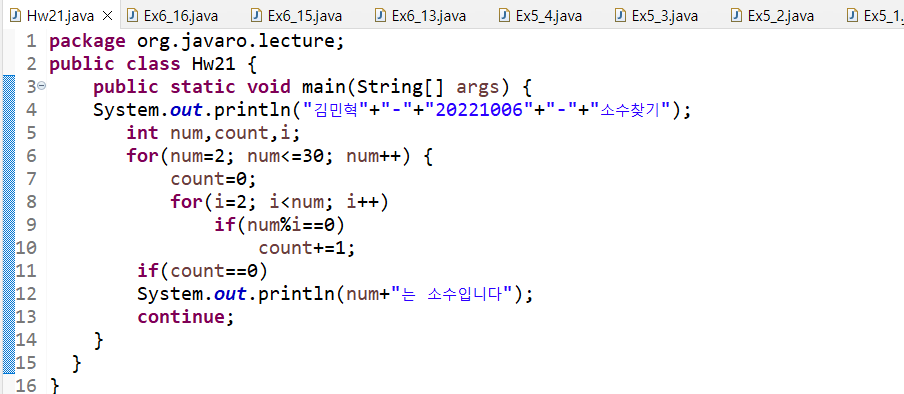 Hw21.java Ex6_16.java Ex6_15.java Ex6_13.java Ex5_4.java Ex5_3.java Ex5_2.java Ex5_1.
1 package org.javaro.lecture;
2 public class Hw21 {
3     public static void main(String[] args) {
4     System.out.println("김민혁"+"-"+"20221006"+"-"+"소수찾기");
5        int num,count,i;
6        for(num=2; num<=30; num++) {
7            count=0;
8            for(i=2; i<num; i++)
9                if(num%i==0)
10                   count+=1;
11        if(count==0)
12        System.out.println(num+"는 소수입니다");
13        continue;
14    }
15  }
16 }